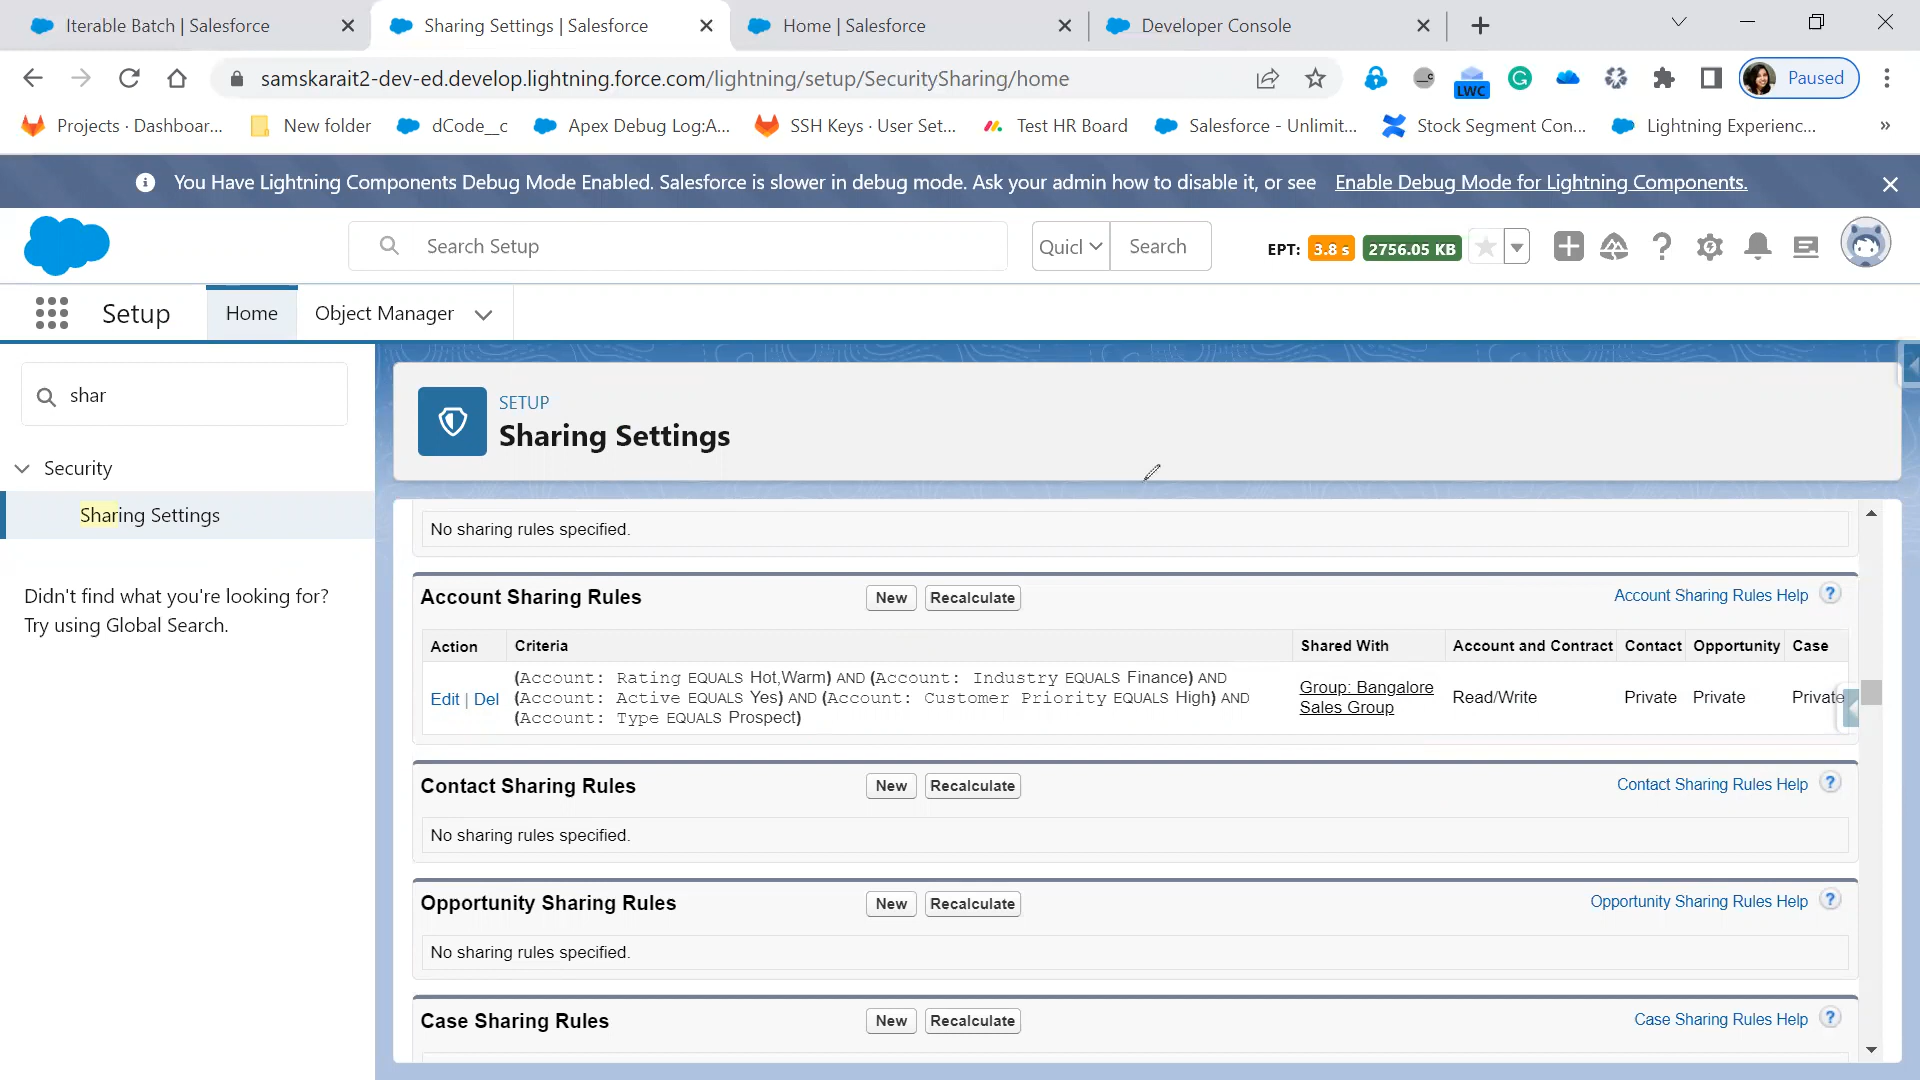 Iterable Batch | Salesforce
Sharing Settings | Salesforce
Home | Salesforce
Developer Console
samskarait2-dev-ed.develop.lightning.force.com/lightning/setup/SecuritySharing/home
LWC
Paused
Projects · Dashboar...
New folder
dCode__c
Apex Debug Log:A...
SSH Keys · User Set...
Test HR Board
Salesforce - Unlimit...
Stock Segment Con...
Lightning Experienc...
»
You Have Lightning Components Debug Mode Enabled. Salesforce is slower in debug mode. Ask your admin how to disable it, or see Enable Debug Mode for Lightning Components.
Search Setup
Quicl
Search
EPT: 3.8 s 2756.05 KB
Setup
Home
Object Manager
shar
Security
Sharing Settings
Didn't find what you're looking for?
Try using Global Search.
SETUP
Sharing Settings
No sharing rules specified.
Account Sharing Rules
New
Recalculate
Account Sharing Rules Help ?
Action Criteria Shared With Account and Contract Contact Opportunity Case
Edit | Del
(Account: Rating EQUALS Hot,Warm) AND (Account: Industry EQUALS Finance) AND
(Account: Active EQUALS Yes) AND (Account: Customer Priority EQUALS High) AND
(Account: Type EQUALS Prospect)
Group: Bangalore
Sales Group
Read/Write
Private
Private
Private
Contact Sharing Rules
New
Recalculate
Contact Sharing Rules Help ?
No sharing rules specified.
Opportunity Sharing Rules
New
Recalculate
Opportunity Sharing Rules Help ?
No sharing rules specified.
Case Sharing Rules
New
Recalculate
Case Sharing Rules Help ?